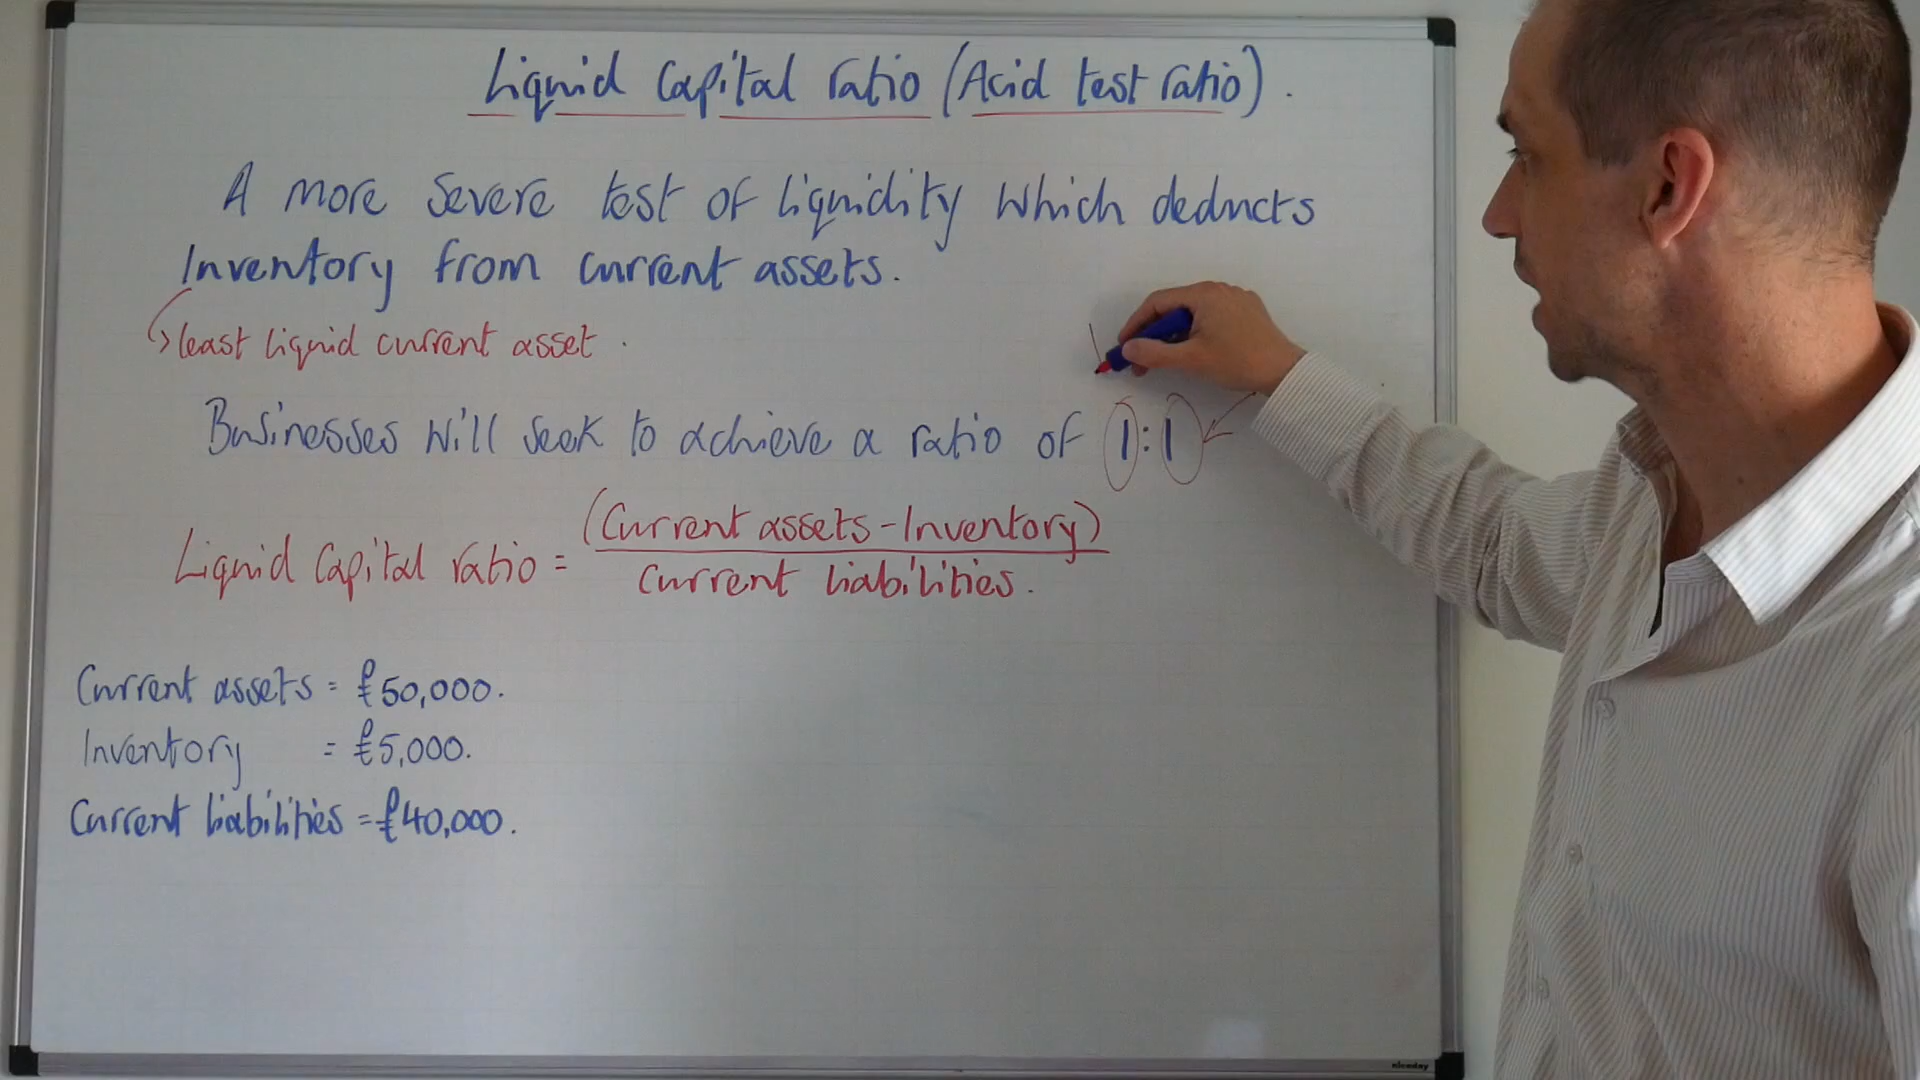 Liquid Capital ratio (Acid test ratio).
A more severe test of liquidity which deducts
Inventory from current assets.
least liquid current asset.
Businesses will seek to achieve a ratio of 1:1
Liquid Capital ratio = (Current assets - Inventory)
Current liabilities.
Current assets = £50,000.
Inventory = £5,000.
Current liabilities = £40,000.